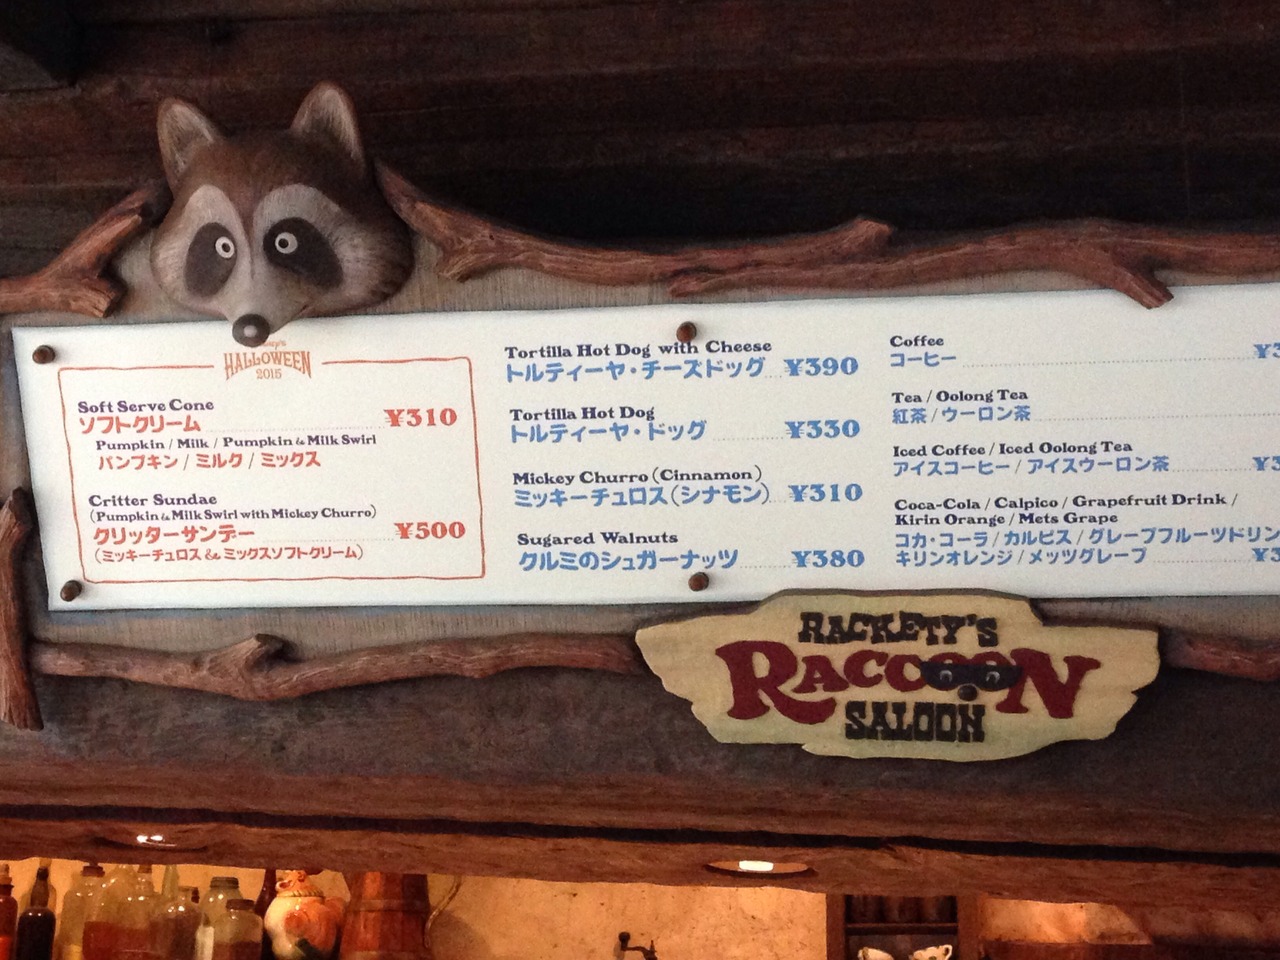 HALLOWEEN
2015
Soft Serve Cone
ソフトクリーム ¥310
Pumpkin / Milk / Pumpkin & Milk Swirl
パンプキン / ミルク / ミックス
Critter Sundae
(Pumpkin & Milk Swirl with Mickey Churro)
クリッターサンデー ¥500
(ミッキーチュロス & ミックスソフトクリーム)
Tortilla Hot Dog with Cheese
トルティーヤ・チーズドッグ ¥390
Tortilla Hot Dog
トルティーヤ・ドッグ ¥330
Mickey Churro (Cinnamon)
ミッキーチュロス (シナモン) ¥310
Sugared Walnuts
クルミのシュガーナッツ ¥380
Coffee
コーヒー ¥3
Tea / Oolong Tea
紅茶 / ウーロン茶
Iced Coffee / Iced Oolong Tea
アイスコーヒー / アイスウーロン茶 ¥3
Coca-Cola / Calpico / Grapefruit Drink /
Kirin Orange / Mets Grape
コカ・コーラ / カルピス / グレープフルーツドリン
キリンオレンジ / メッツグレープ ¥3
RACKETY'S
RACCOON
SALOON